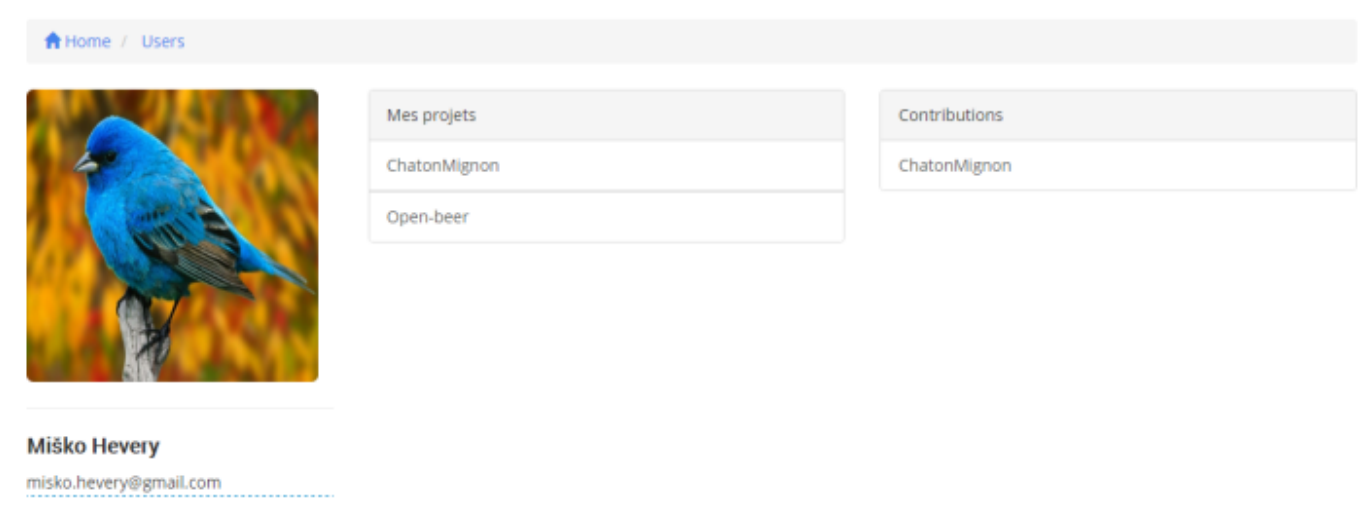 Home / Users
Mes projets
ChatonMignon
Open-beer
Contributions
ChatonMignon
Miško Hevery
misko.hevery@gmail.com